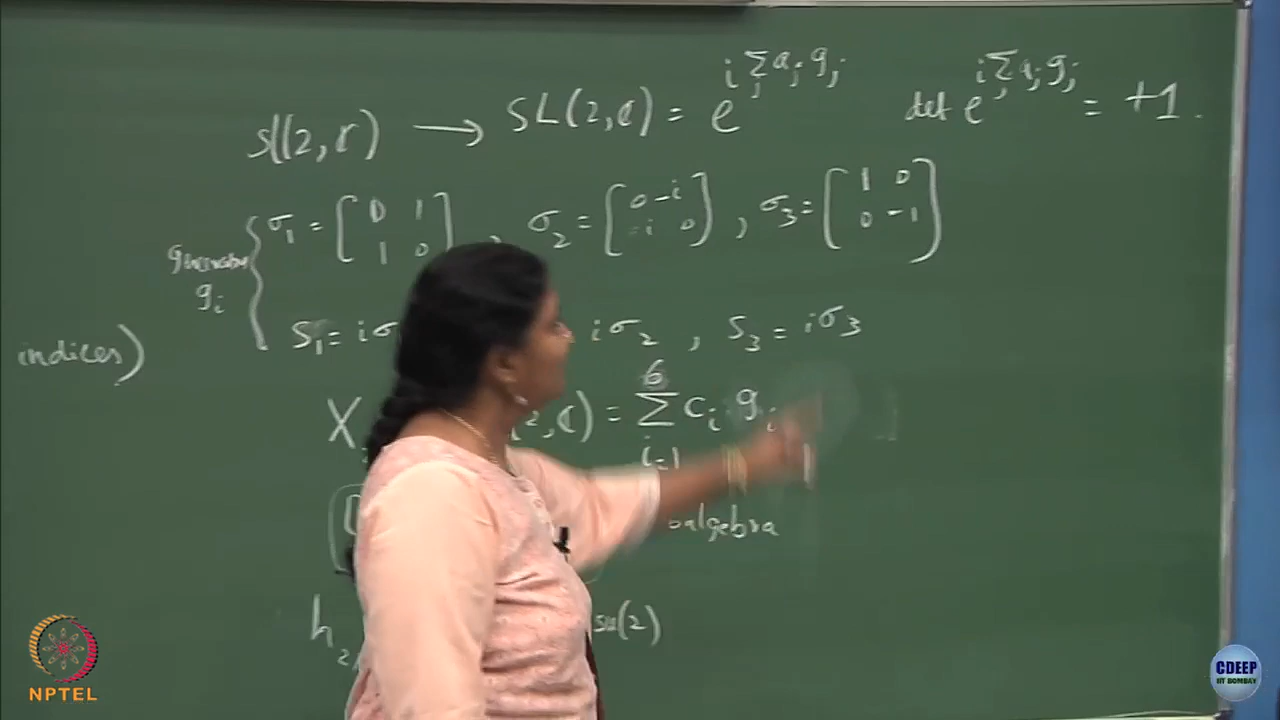 sl(2,C) → SL(2,C) = e^{i Σ_j a_j g_j} det e^{i Σ_j a_j g_j} = +1.
σ_1 = [0 1; 1 0], σ_2 = [0 -i; i 0], σ_3 = [1 0; 0 -1]
generators g_i {
S_1 = iσ iσ_2, S_3 = iσ_3
indices)
X 2,C) = Σ_{i=1}^{6} c_i g_i
algebra
h_2 su(2)
NPTEL
CDEEP
IIT BOMBAY